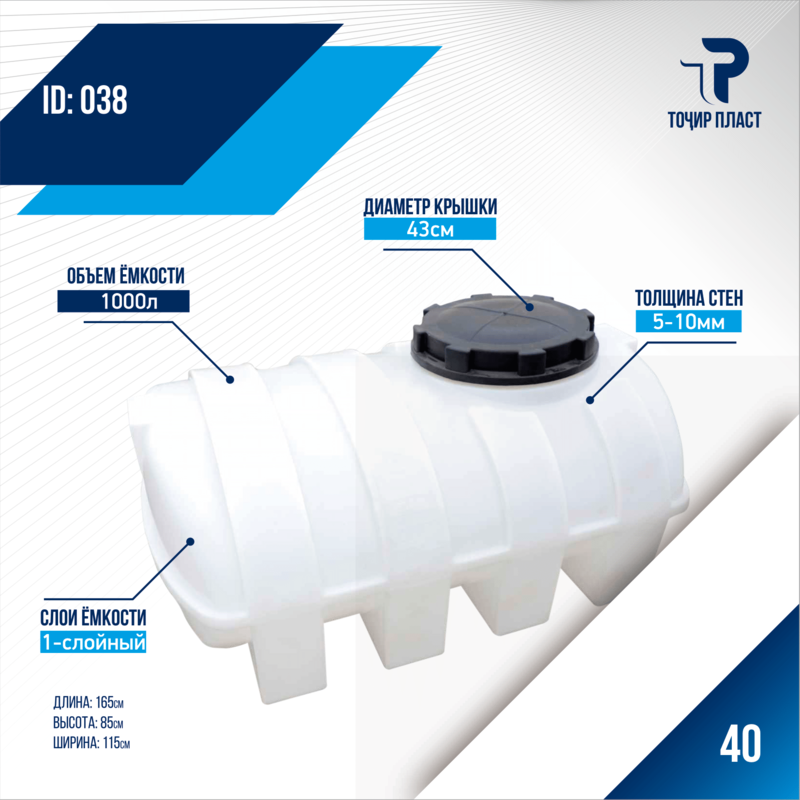 ID: 038
ТОҶИР ПЛАСТ
ДИАМЕТР КРЫШКИ
43см
ОБЪЕМ ЁМКОСТИ
1000л
ТОЛЩИНА СТЕН
5-10мм
СЛОИ ЁМКОСТИ
1-слойный
ДЛИНА: 165см
ВЫСОТА: 85см
ШИРИНА: 115см
40